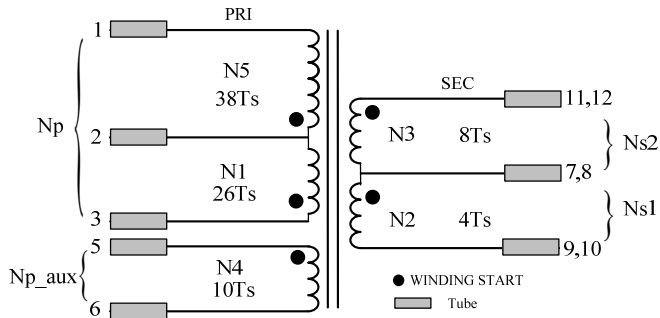 PRI
1
N5
38Ts
Np
2
N1
26Ts
3
5
Np_aux
N4
10Ts
6
SEC
11,12
N3 8Ts
Ns2
7,8
N2 4Ts
Ns1
9,10
WINDING START
Tube